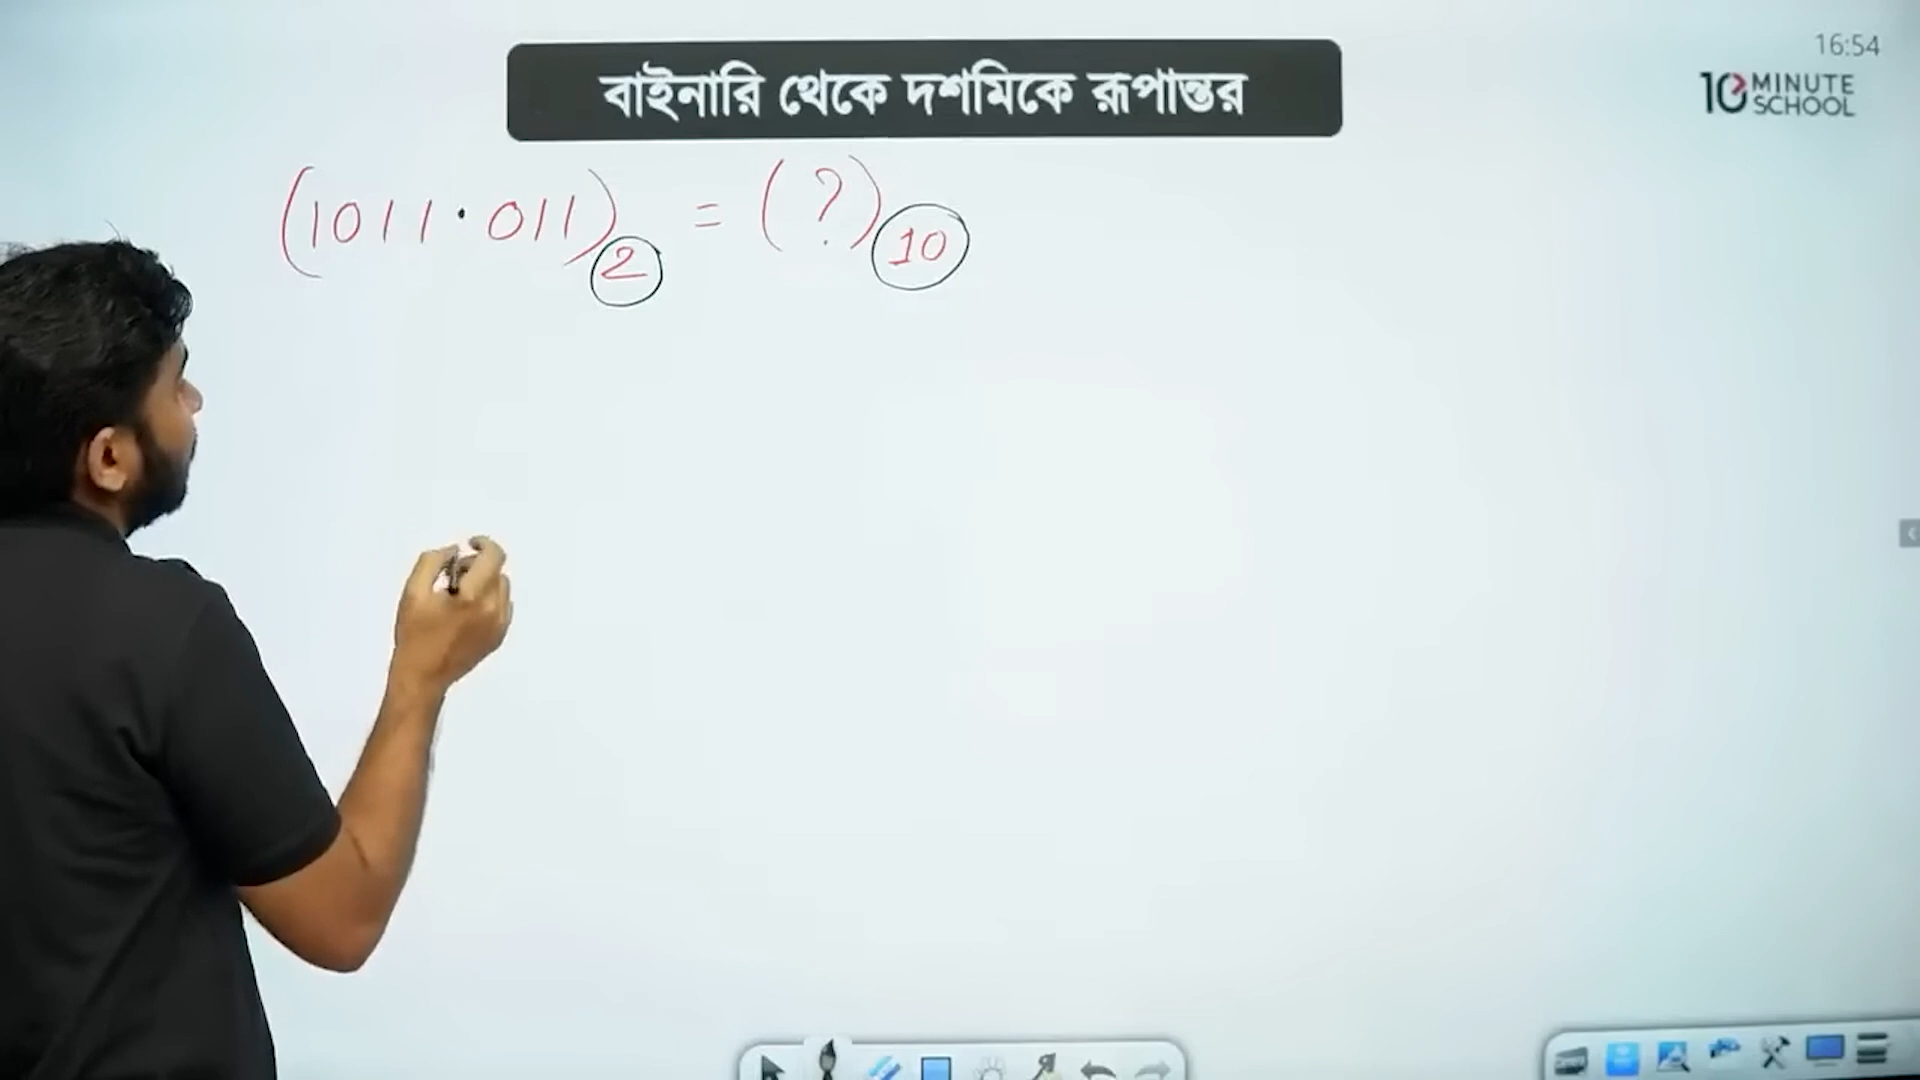 16:54
বাইনারি থেকে দশমিকে রূপান্তর
10 MINUTE SCHOOL
(1011.011)2 = (?)10